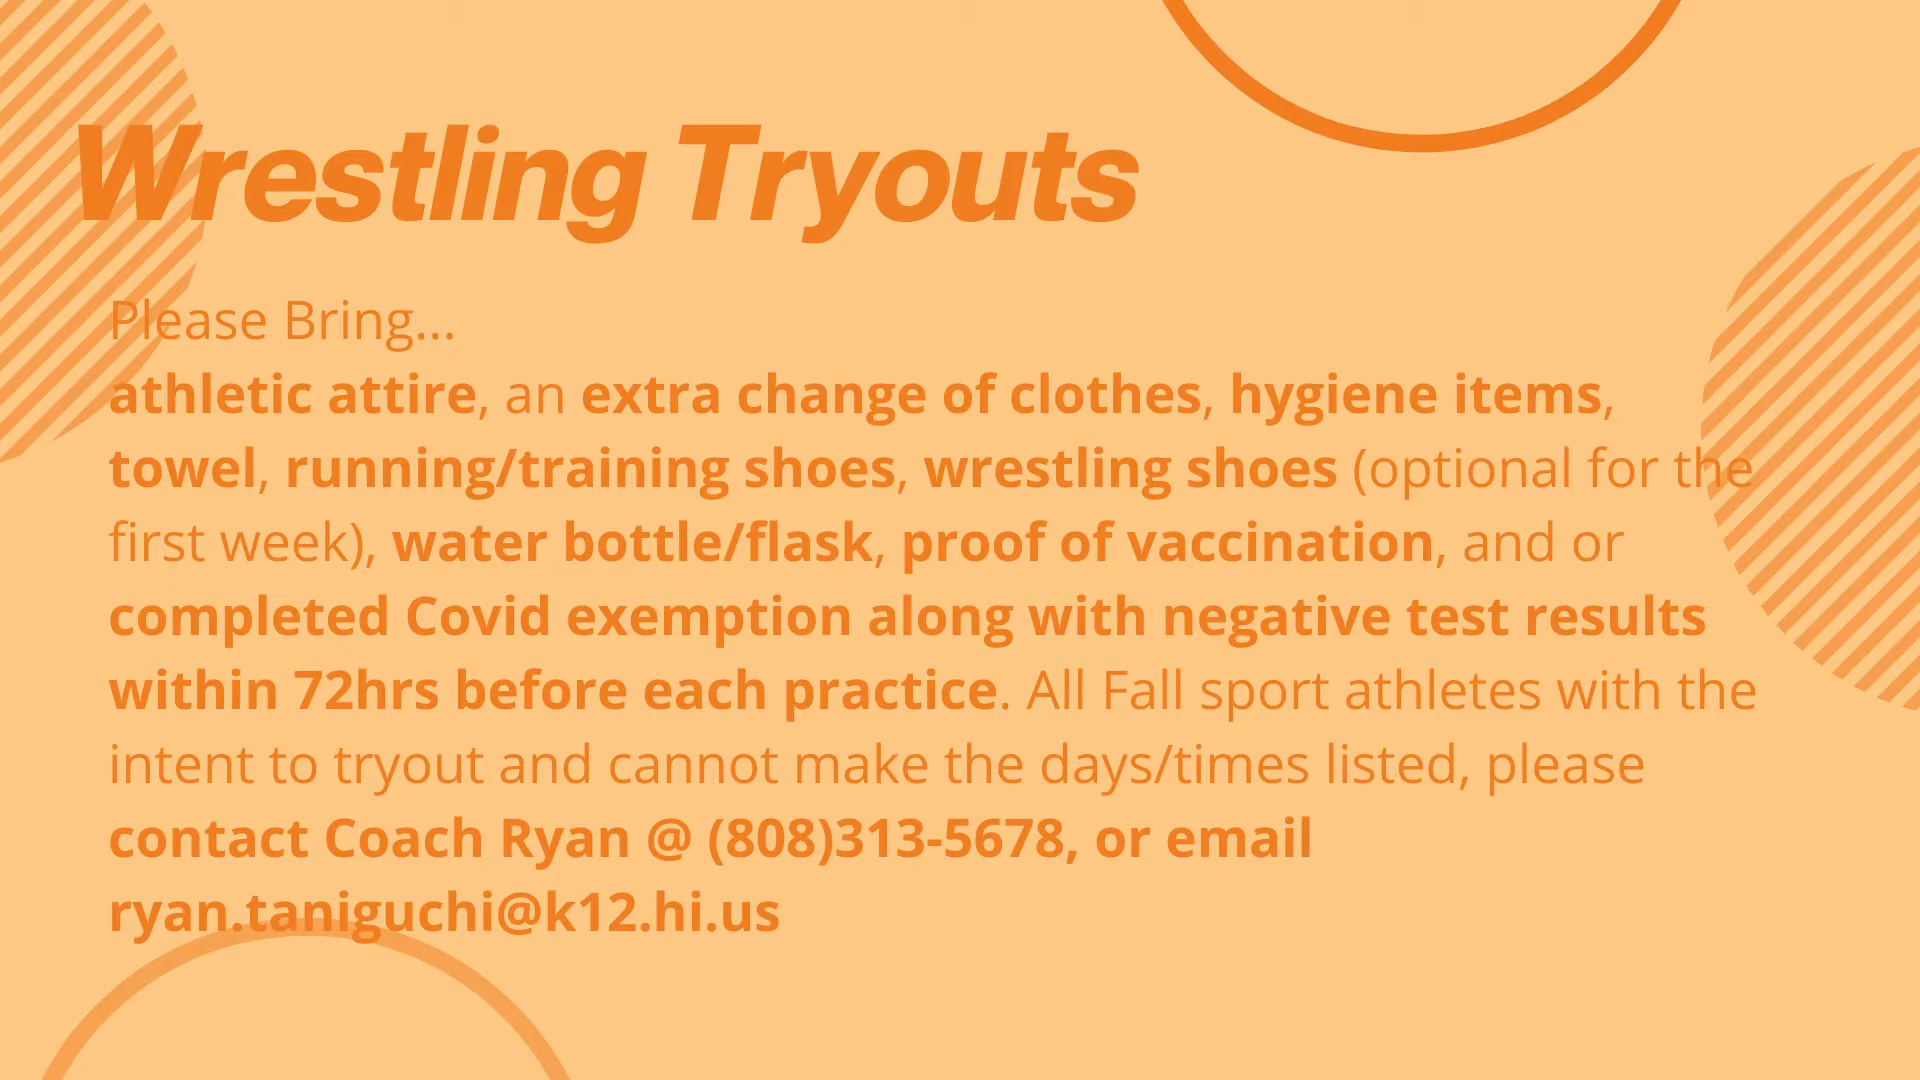 Wrestling Tryouts
Please Bring...
athletic attire, an extra change of clothes, hygiene items,
towel, running/training shoes, wrestling shoes (optional for the
first week), water bottle/flask, proof of vaccination, and or
completed Covid exemption along with negative test results
within 72hrs before each practice. All Fall sport athletes with the
intent to tryout and cannot make the days/times listed, please
contact Coach Ryan @ (808)313-5678, or email
ryan.taniguchi@k12.hi.us